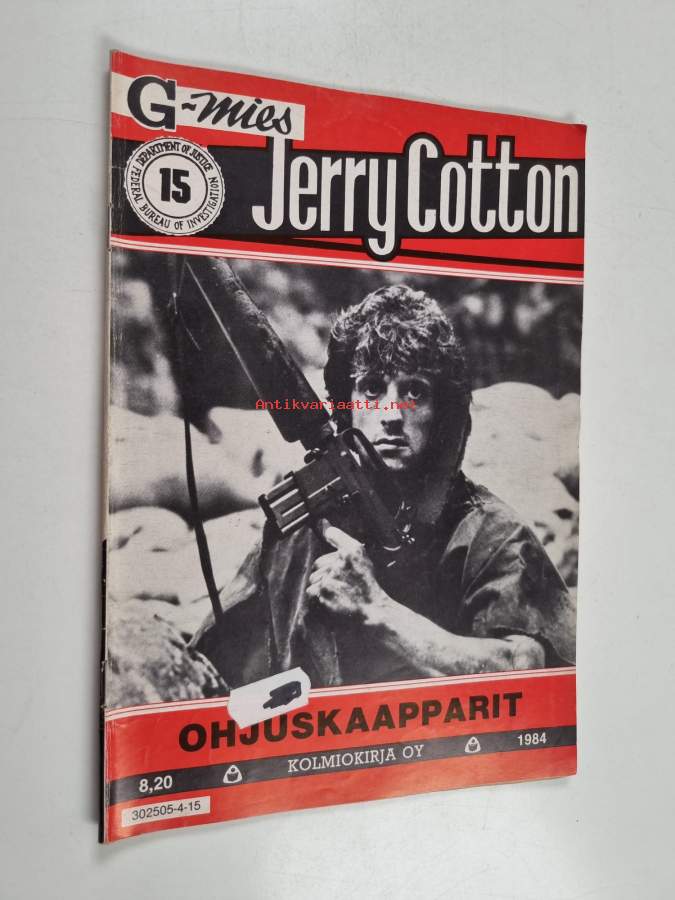 G-mies
DEPARTMENT OF JUSTICE
15
FEDERAL BUREAU OF INVESTIGATION
Jerry Cotton
Antikvariaatti.net
OHJUSKAAPPARIT
8,20 KOLMIOKIRJA OY 1984
302505-4-15